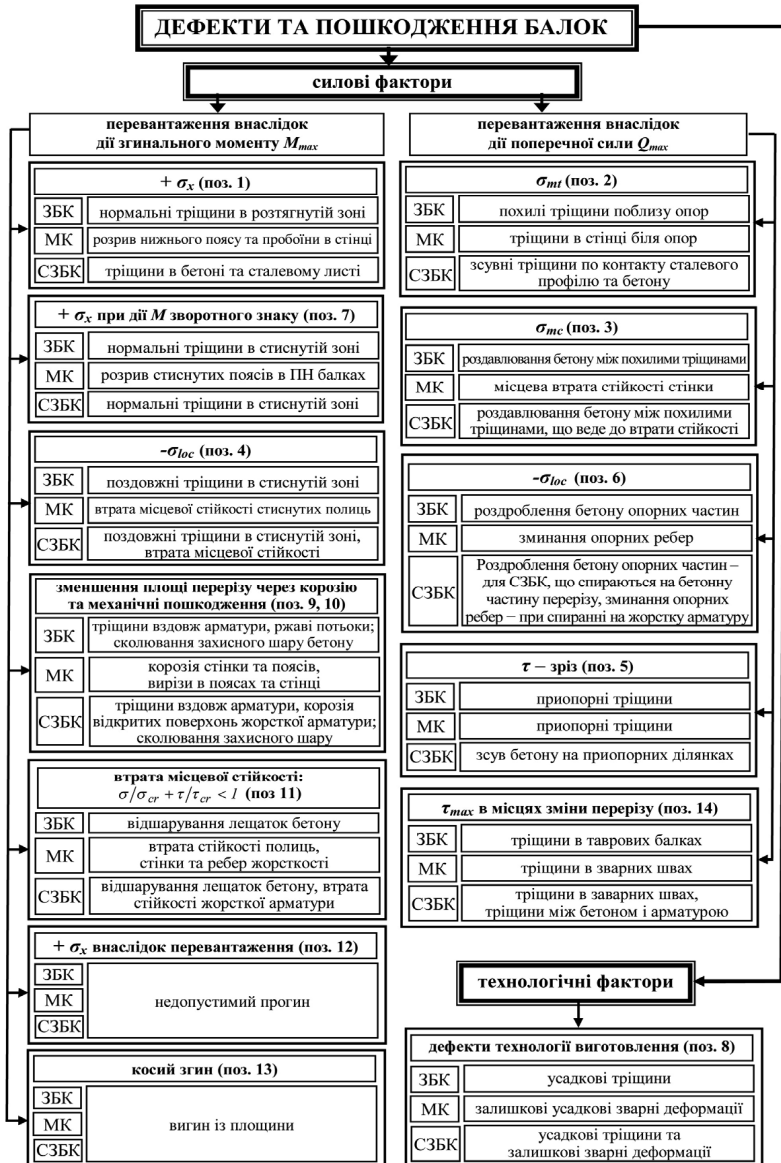 ДЕФЕКТИ ТА ПОШКОДЖЕННЯ БАЛОК
силові фактори
перевантаження внаслідок
дії згинального моменту M_max
+ σ_x (поз. 1)
ЗБК нормальні тріщини в розтягнутій зоні
МК розрив нижнього поясу та пробоїни в стінці
СЗБК тріщини в бетоні та сталевому листі
+ σ_x при дії M зворотного знаку (поз. 7)
ЗБК нормальні тріщини в стиснутій зоні
МК розрив стиснутих поясів в ПН балках
СЗБК нормальні тріщини в стиснутій зоні
-σ_loc (поз. 4)
ЗБК поздовжні тріщини в стиснутій зоні
МК втрата місцевої стійкості стиснутих полиць
СЗБК поздовжні тріщини в стиснутій зоні,
втрата місцевої стійкості
зменшення площі перерізу через корозію
та механічні пошкодження (поз. 9, 10)
ЗБК тріщини вздовж арматури, ржаві потьоки;
сколювання захисного шару бетону
МК корозія стінки та поясів,
вирізи в поясах та стінці
СЗБК тріщини вздовж арматури, корозія
відкритих поверхонь жорсткої арматури;
сколювання захисного шару
втрата місцевої стійкості:
σ/σ_cr + τ/τ_cr < 1 (поз 11)
ЗБК відшарування лещаток бетону
МК втрата стійкості полиць,
стінки та ребер жорсткості
СЗБК відшарування лещаток бетону, втрата
стійкості жорсткої арматури
+ σ_x внаслідок перевантаження (поз. 12)
ЗБК
МК недопустимий прогин
СЗБК
косий згин (поз. 13)
ЗБК
МК вигин із площини
СЗБК
перевантаження внаслідок
дії поперечної сили Q_max
σ_mt (поз. 2)
ЗБК похилі тріщини поблизу опор
МК тріщини в стінці біля опор
СЗБК зсувні тріщини по контакту сталевого
профілю та бетону
σ_mc (поз. 3)
ЗБК роздавлювання бетону між похилими тріщинами
МК місцева втрата стійкості стінки
СЗБК роздавлювання бетону між похилими
тріщинами, що веде до втрати стійкості
-σ_loc (поз. 6)
ЗБК роздроблення бетону опорних частин
МК зминання опорних ребер
СЗБК Роздроблення бетону опорних частин –
для СЗБК, що спираються на бетонну
частину перерізу, зминання опорних
ребер – при спиранні на жорстку арматуру
τ – зріз (поз. 5)
ЗБК приопорні тріщини
МК приопорні тріщини
СЗБК зсув бетону на приопорних ділянках
τ_max в місцях зміни перерізу (поз. 14)
ЗБК тріщини в таврових балках
МК тріщини в зварних швах
СЗБК тріщини в заварних швах,
тріщини між бетоном і арматурою
технологічні фактори
дефекти технології виготовлення (поз. 8)
ЗБК усадкові тріщини
МК залишкові усадкові зварні деформації
СЗБК усадкові тріщини та
залишкові зварні деформації